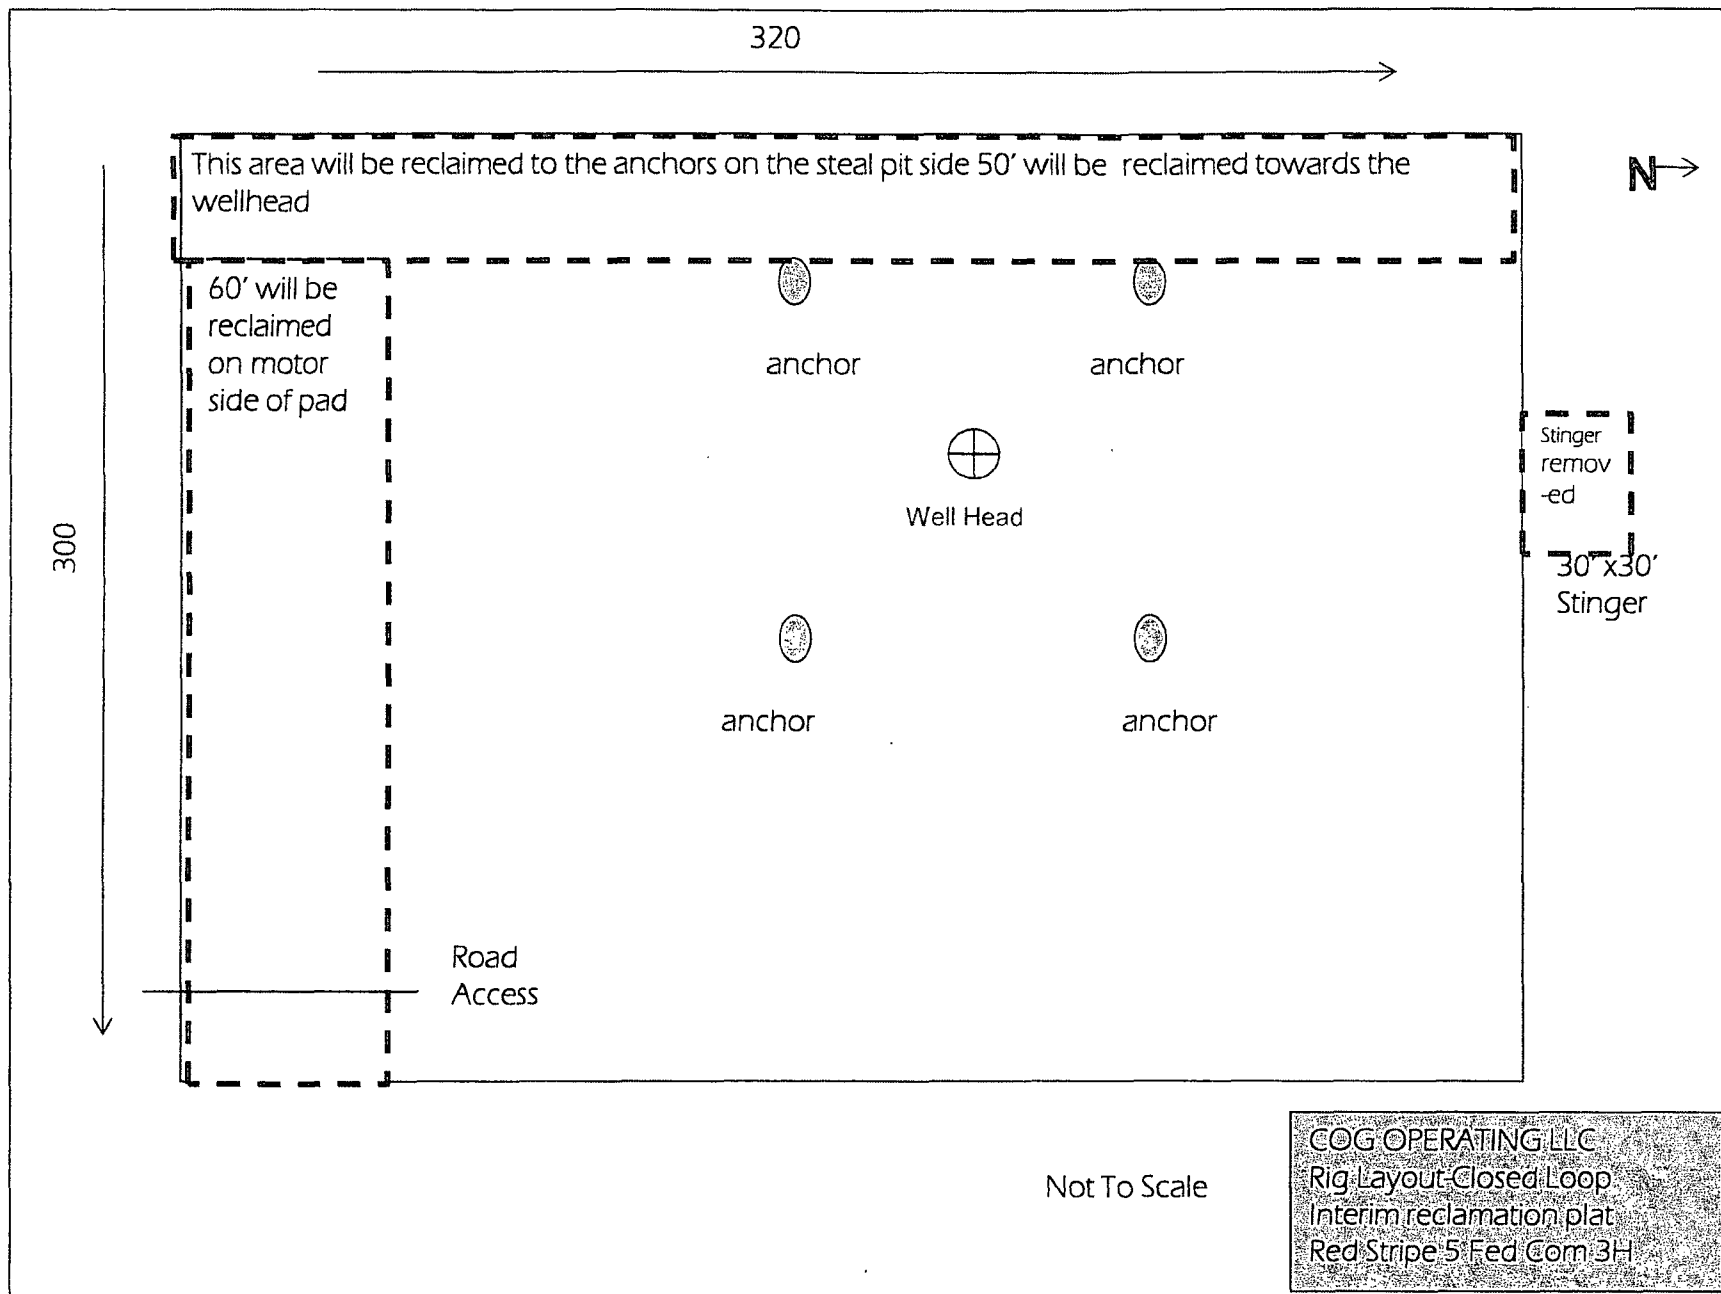 320
This area will be reclaimed to the anchors on the steal pit side 50' will be reclaimed towards the
wellhead
N
60' will be
reclaimed
on motor
side of pad
anchor
anchor
Stinger
remov
-ed
Well Head
300
30'x30'
Stinger
anchor
anchor
Road
Access
Not To Scale
COG OPERATING LLC
Rig Layout-Closed Loop
Interim reclamation plat
Red Stripe 5 Fed Com 3H